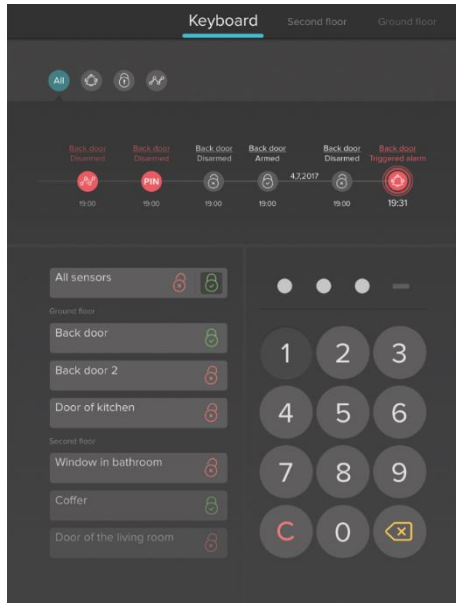 Keyboard Second floor Ground floor
All
Back door Back door Back door Back door Back door Back door
Disarmed Disarmed Disarmed Armed Disarmed Triggered alarm
4,7,2017
PIN
19:00 19:00 19:00 19:00 19:00 19:31
All sensors
Ground floor
Back door
Back door 2
Door of kitchen
Second floor
Window in bathroom
Coffer
Door of the living room
1 2 3
4 5 6
7 8 9
C 0